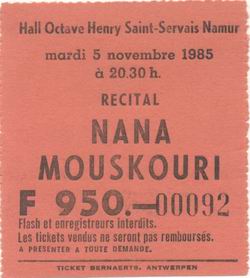 Hall Octave Henry Saint-Servais Namur
mardi 5 novembre 1985
à 20.30 h.
RECITAL
NANA
MOUSKOURI
F 950.—00092
Flash et enregistreurs interdits.
Les tickets vendus ne seront pas remboursés.
A PRESENTER A TOUTE DEMANDE.
TICKET BERNAERTS. ANTWERPEN